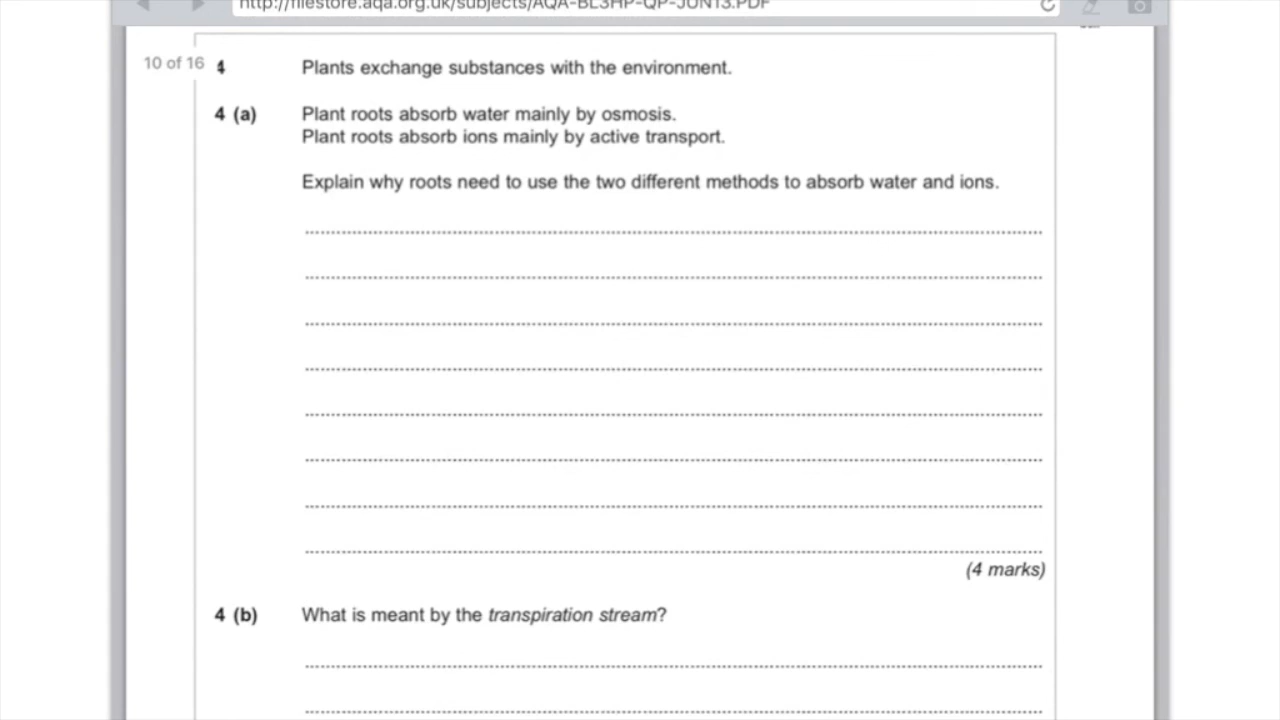 http://filestore.aqa.org.uk/subjects/AQA-BL3HP-QP-JUN13.PDF
10 of 16
4 Plants exchange substances with the environment.
4 (a) Plant roots absorb water mainly by osmosis.
Plant roots absorb ions mainly by active transport.
Explain why roots need to use the two different methods to absorb water and ions.
(4 marks)
4 (b) What is meant by the transpiration stream?